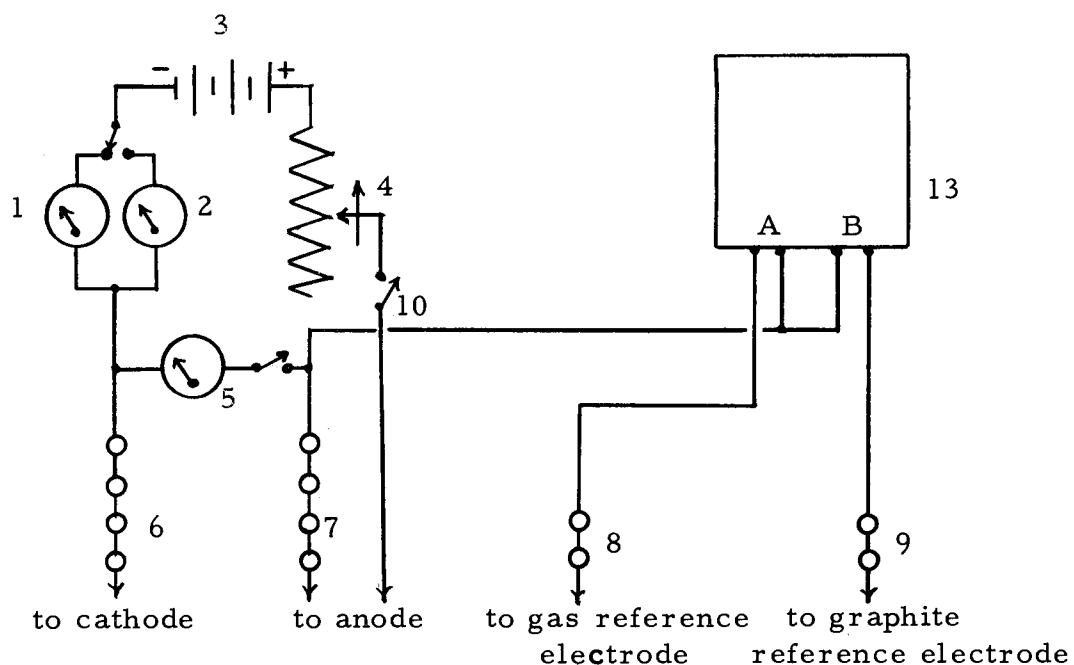 3
- +
1
2
4
13
A B
10
5
6
7
8
9
to cathode
to anode
to gas reference
electrode
to graphite
reference electrode